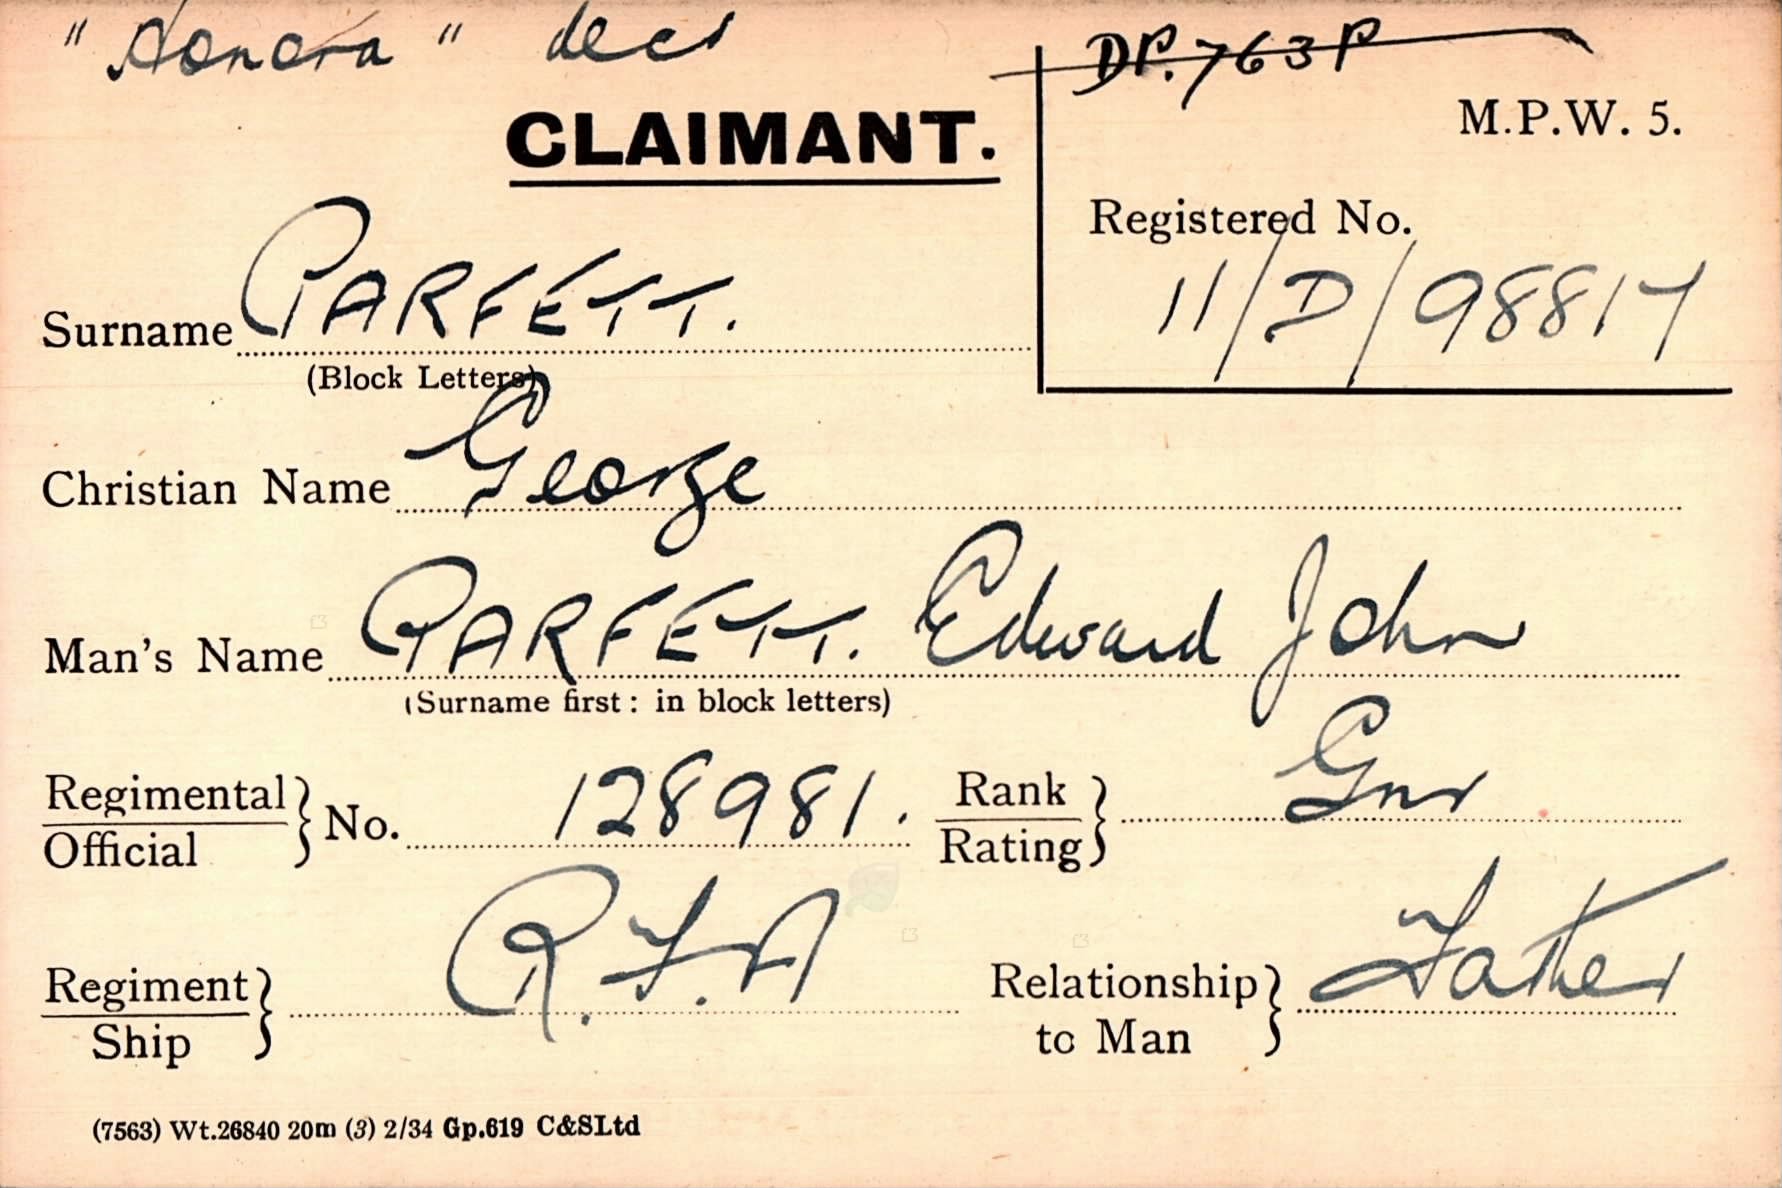 "Honora" decd
DP. 763P
CLAIMANT.
M.P.W. 5.
Registered No.
11/D/98817
Surname PARFETT.
(Block Letters)
Christian Name George
Man's Name PARFETT. Edward John
(Surname first: in block letters)
Regimental
Official } No. 128981.
Rank
Rating } Gnr
Regiment
Ship } R.F.A
Relationship
to Man } Father
(7563) Wt.26840 20m (3) 2/34 Gp.619 C&SLtd